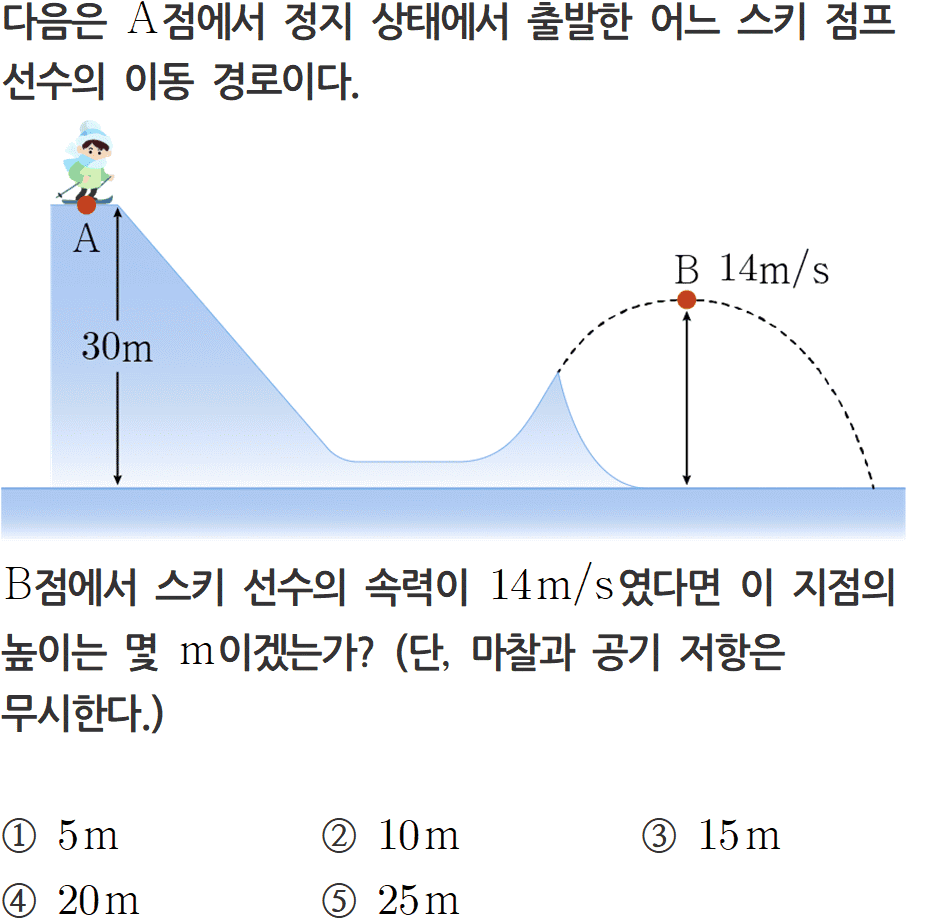 다음은 A점에서 정지 상태에서 출발한 어느 스키 점프
선수의 이동 경로이다.
A
B 14m/s
30m
B점에서 스키 선수의 속력이 14m/s였다면 이 지점의
높이는 몇 m이겠는가? (단, 마찰과 공기 저항은
무시한다.)
① 5m ② 10m ③ 15m
④ 20m ⑤ 25m